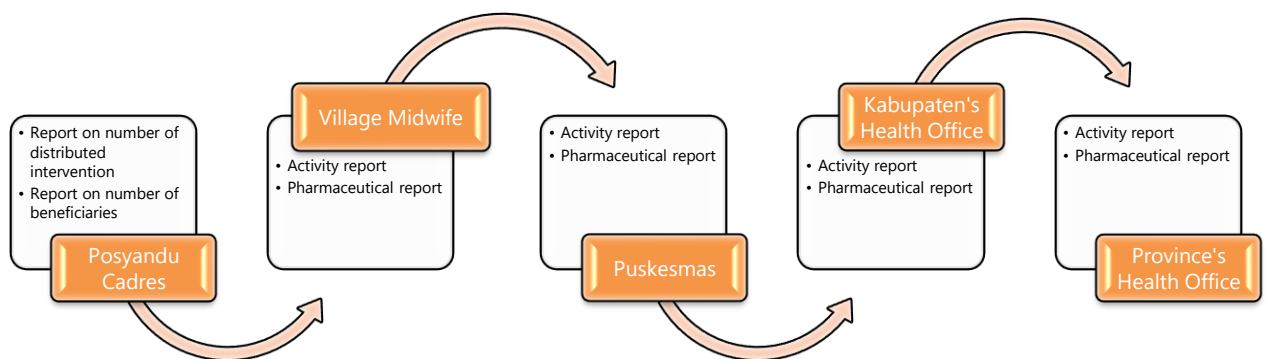 • Report on number of
distributed
intervention
• Report on number of
beneficiaries
Posyandu
Cadres
Village Midwife
• Activity report
• Pharmaceutical report
• Activity report
• Pharmaceutical report
Puskesmas
Kabupaten's
Health Office
• Activity report
• Pharmaceutical report
• Activity report
• Pharmaceutical report
Province's
Health Office